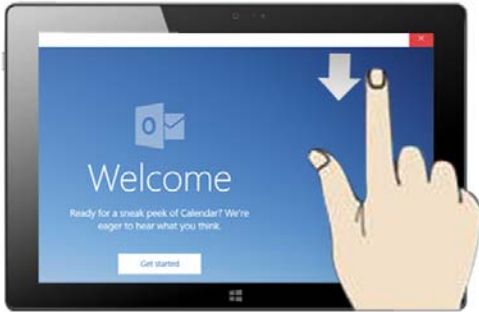 Welcome
Ready for a sneak peek of Calendar? We're
eager to hear what you think.
Get started